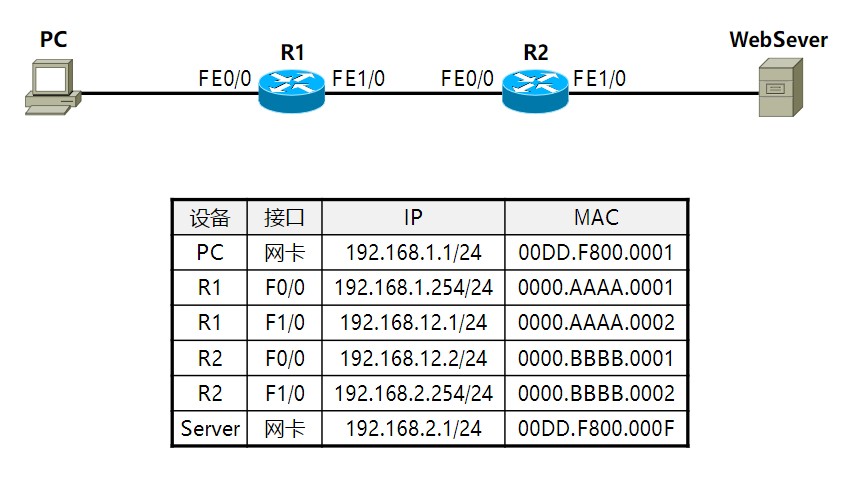 PC
R1
R2
WebSever
FE0/0
FE1/0
FE0/0
FE1/0
设备 接口 IP MAC
PC 网卡 192.168.1.1/24 00DD.F800.0001
R1 F0/0 192.168.1.254/24 0000.AAAA.0001
R1 F1/0 192.168.12.1/24 0000.AAAA.0002
R2 F0/0 192.168.12.2/24 0000.BBBB.0001
R2 F1/0 192.168.2.254/24 0000.BBBB.0002
Server 网卡 192.168.2.1/24 00DD.F800.000F